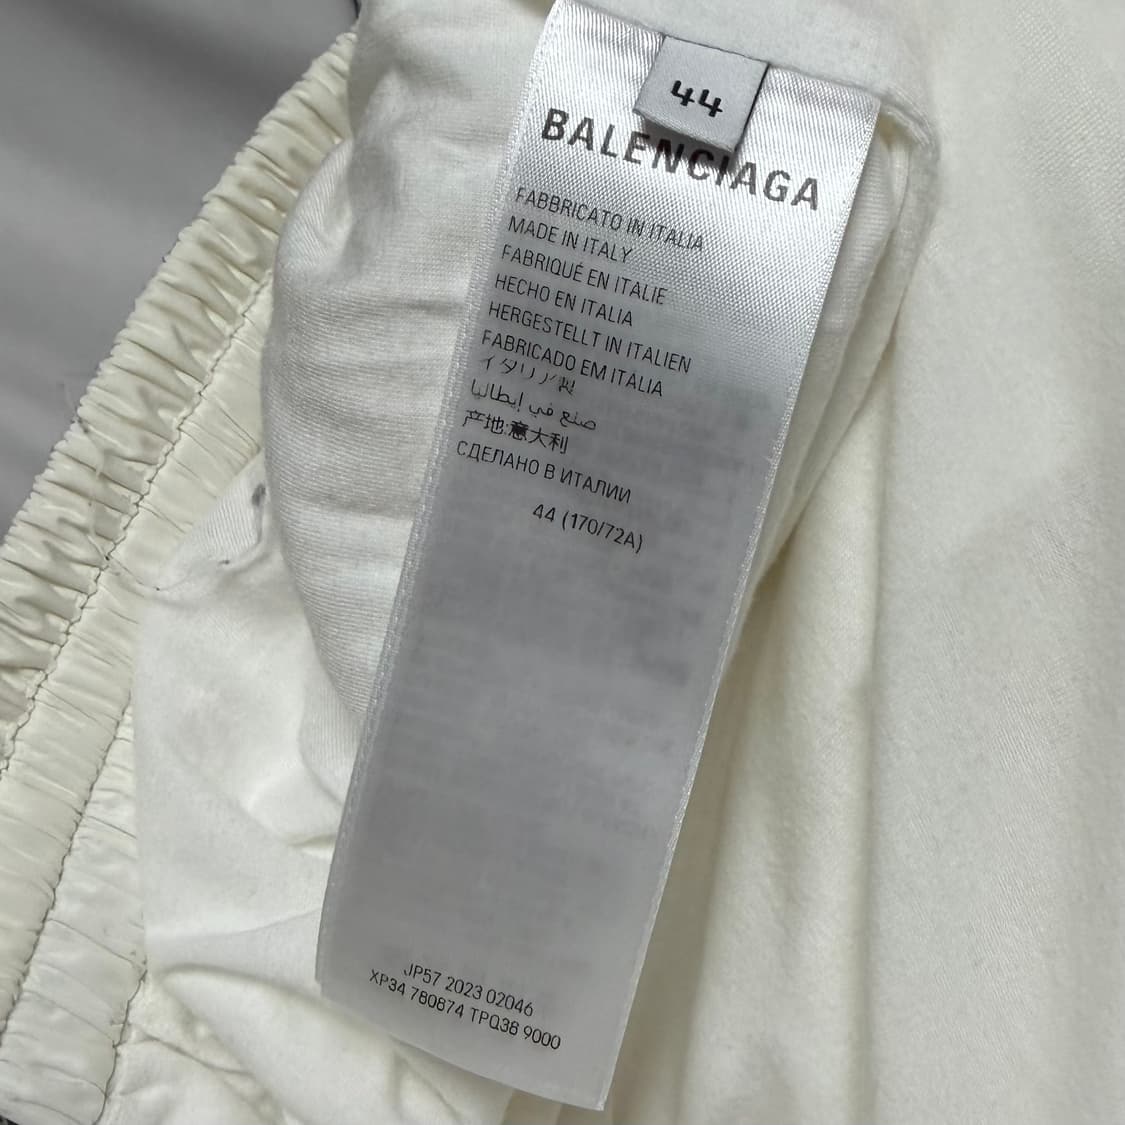 44
BALENCIAGA
FABBRICATO IN ITALIA
MADE IN ITALY
FABRIQUÉ EN ITALIE
HECHO EN ITALIA
HERGESTELLT IN ITALIEN
FABRICADO EM ITALIA
イタリア製
صنع في إيطاليا
产地:意大利
СДЕЛАНО В ИТАЛИИ
44 (170/72A)
JP57 2023 02046
XP34 780874 TPQ38 9000